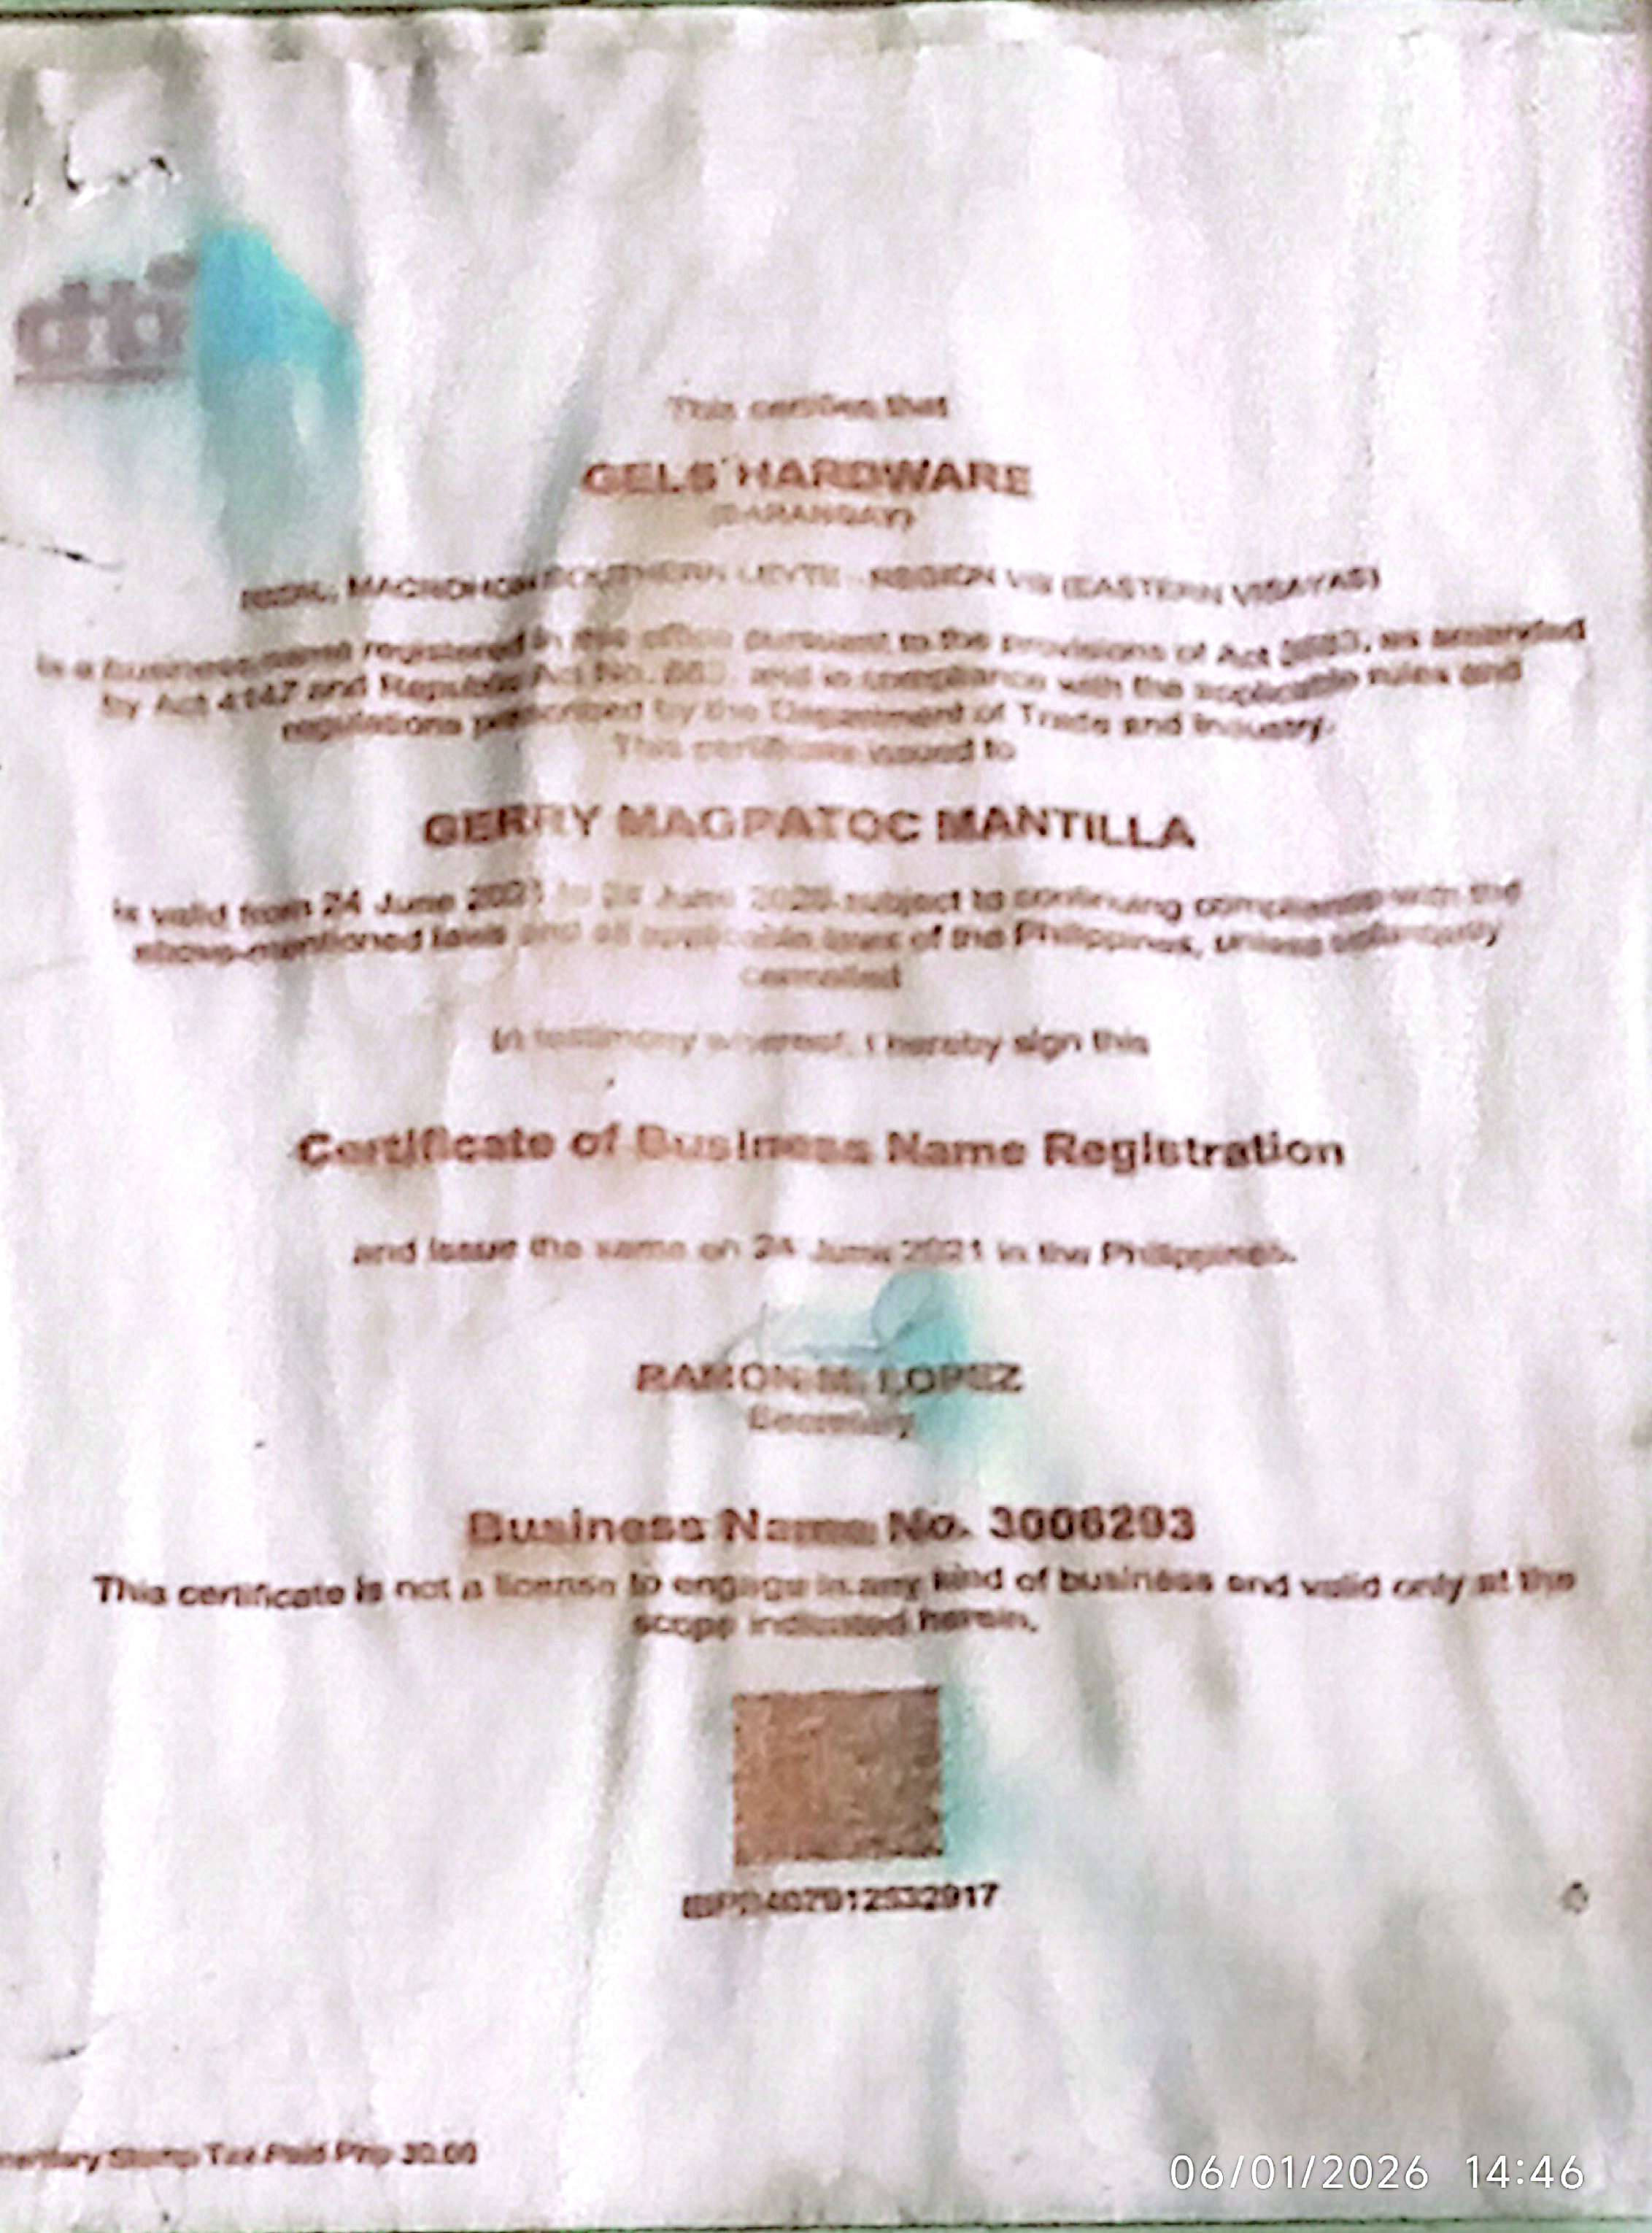 dti
This certifies that
GELS HARDWARE
(BARANGAY)
MACROHON SOUTHERN LEYTE - REGION VIII (EASTERN VISAYAS)
is a business name registered in this office pursuant to the provisions of Act as amended
by Act 4147 and Republic Act No. and in compliance with the applicable rules and
regulations prescribed by the Department of Trade and Industry.
This certificate issued to
GERRY MAGPATOC MANTILLA
is valid from 24 June 2021 to June subject to continuing compliance with the
above-mentioned laws and all applicable laws of the Philippines, unless voluntarily
cancelled
In testimony whereof, I hereby sign this
Certificate of Business Name Registration
and issue the same on 24 June 2021 in the Philippines.
RAMON M. LOPEZ
Secretary
Business Name No. 3006293
This certificate is not a license to engage in any kind of business and valid only at the
scope indicated herein.
Stamp Tax Paid Php 30.00
06/01/2026 14:46